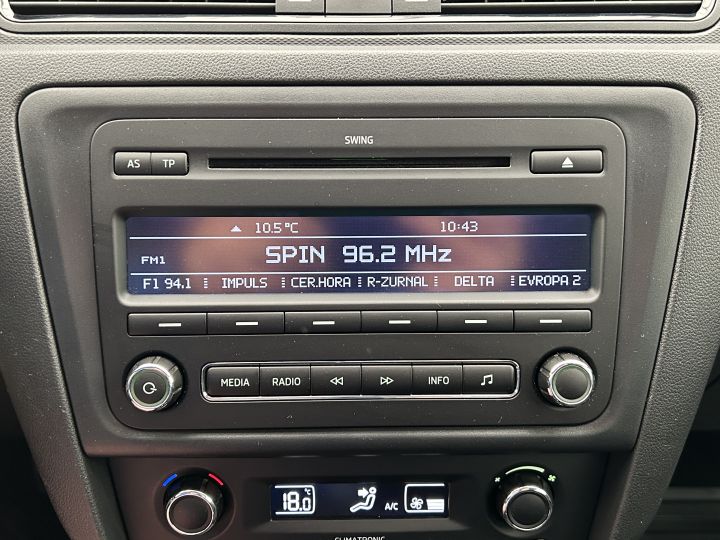 SWING
AS TP
10.5°C 10:43
FM1 SPIN 96.2 MHz
F1 94.1 IMPULS CER.HORA R-ZURNAL DELTA EVROPA 2
MEDIA RADIO INFO
18.0°C A/C
CLIMATRONIC